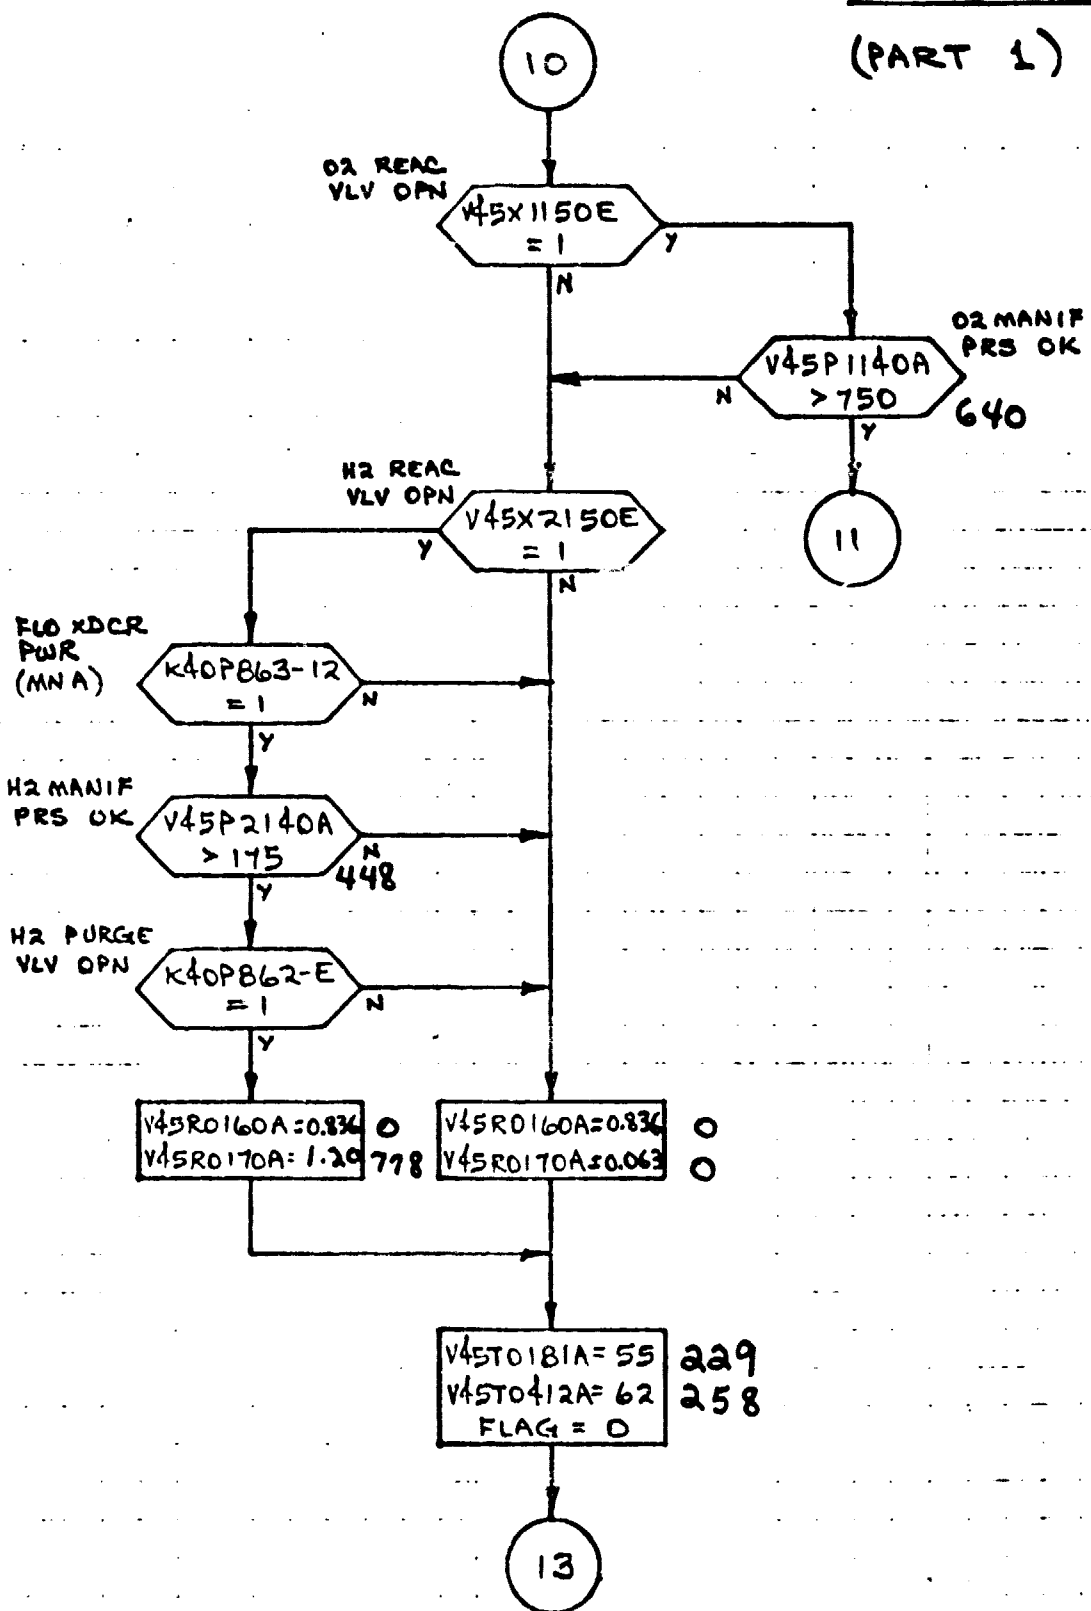 (PART 1)
10
O2 REAC
VLV OPN
V45X1150E
= 1
Y
N
O2 MANIF
PRS OK
V45P1140A
> 750
640
N
Y
11
H2 REAC
VLV OPN
V45X2150E
= 1
Y
N
FLO XDCR
PWR
(MN A)
K40P863-12
= 1
N
Y
H2 MANIF
PRS OK
V45P2140A
> 175
N
448
Y
H2 PURGE
VLV OPN
K40P862-E
= 1
N
Y
V45R0160A=0.836 0
V45R0170A= 1.20 778
V45R0160A=0.836 0
V45R0170A=0.063 0
V45T0181A= 55 229
V45T0412A= 62 258
FLAG = 0
13